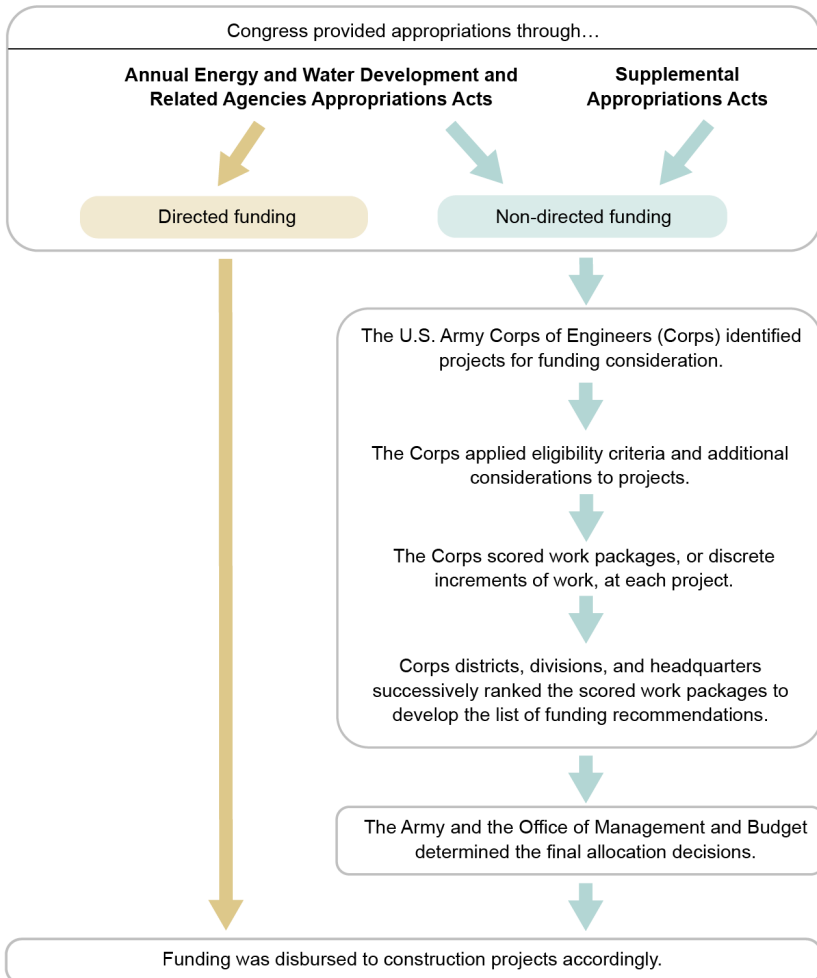 Congress provided appropriations through…
Annual Energy and Water Development and
Related Agencies Appropriations Acts
Supplemental
Appropriations Acts
Directed funding
Non-directed funding
The U.S. Army Corps of Engineers (Corps) identified
projects for funding consideration.
The Corps applied eligibility criteria and additional
considerations to projects.
The Corps scored work packages, or discrete
increments of work, at each project.
Corps districts, divisions, and headquarters
successively ranked the scored work packages to
develop the list of funding recommendations.
The Army and the Office of Management and Budget
determined the final allocation decisions.
Funding was disbursed to construction projects accordingly.